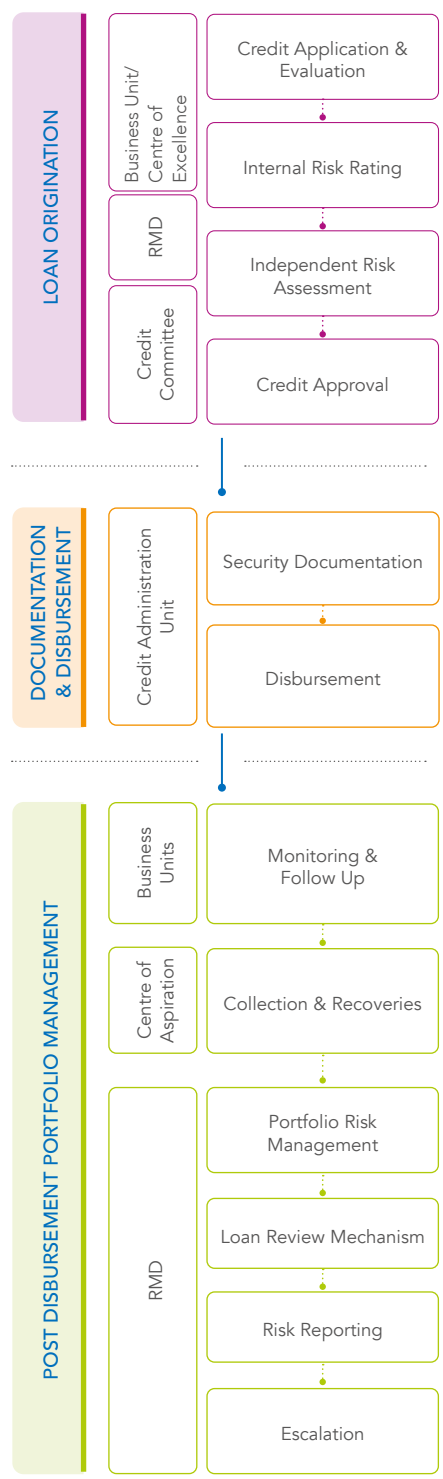 LOAN ORIGINATION
Business Unit/
Centre of
Excellence
Credit Application &
Evaluation
Internal Risk Rating
RMD
Independent Risk
Assessment
Credit
Committee
Credit Approval
DOCUMENTATION
& DISBURSEMENT
Credit Administration
Unit
Security Documentation
Disbursement
POST DISBURSEMENT PORTFOLIO MANAGEMENT
Business
Units
Monitoring &
Follow Up
Centre of
Aspiration
Collection & Recoveries
RMD
Portfolio Risk
Management
Loan Review Mechanism
Risk Reporting
Escalation